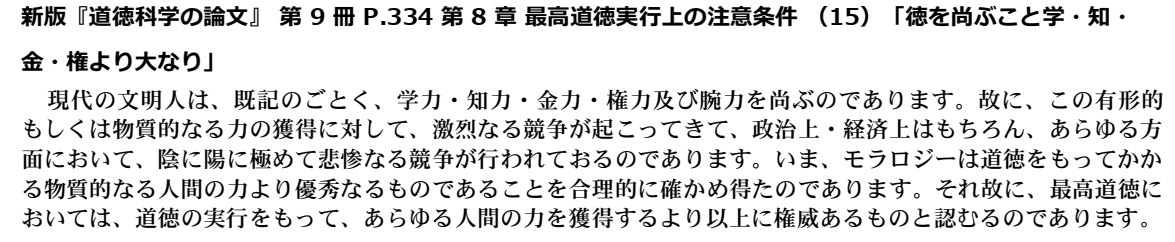 新版『道徳科学の論文』 第 9 冊 P.334 第 8 章 最高道徳実行上の注意条件 （15）「徳を尚ぶこと学・知・
金・権より大なり」
現代の文明人は、既記のごとく、学力・知力・金力・権力及び腕力を尚ぶのであります。故に、この有形的
もしくは物質的なる力の獲得に対して、激烈なる競争が起こってきて、政治上・経済上はもちろん、あらゆる方
面において、陰に陽に極めて悲惨なる競争が行われておるのであります。いま、モラロジーは道徳をもってかか
る物質的なる人間の力より優秀なるものであることを合理的に確かめ得たのであります。それ故に、最高道徳に
おいては、道徳の実行をもって、あらゆる人間の力を獲得するより以上に権威あるものと認むるのであります。